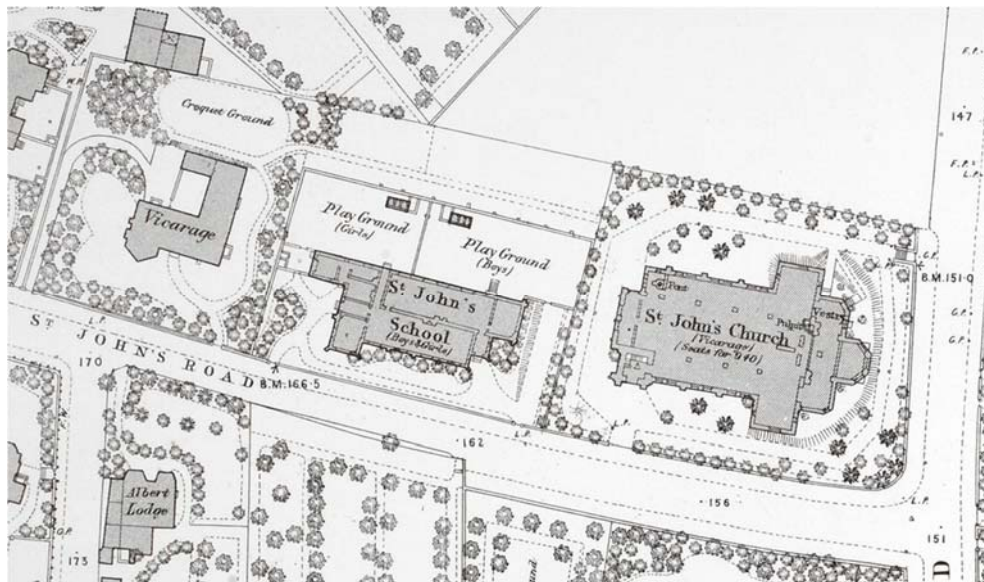 Croquet Ground
Vicarage
Play Ground
(Girls)
Play Ground
(Boys)
St. John's
School
(Boys & Girls)
St. John's Church
(Vicarage)
(Seats for 940)
Font
Pulpit
Vestry
F.P.
147
F.P.
L.P.
G.P.
B.M.151·0
G.P.
G.P.
L.P.
ST. JOHN'S ROAD
170
B.M.166·5
L.P.
L.P.
162
156
L.P.
151
Albert
Lodge
173
D